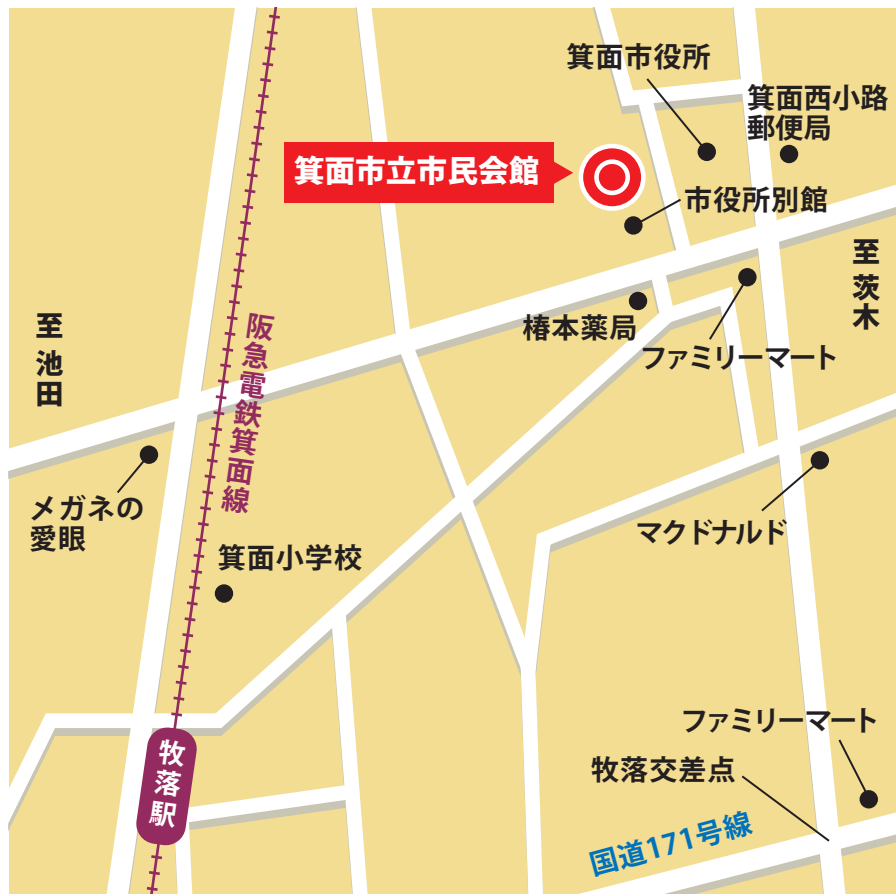 箕面市役所
箕面西小路
郵便局
箕面市立市民会館
市役所別館
至 茨木
椿本薬局
ファミリーマート
至 池田
阪急電鉄箕面線
メガネの
愛眼
マクドナルド
箕面小学校
ファミリーマート
牧落駅
牧落交差点
国道171号線